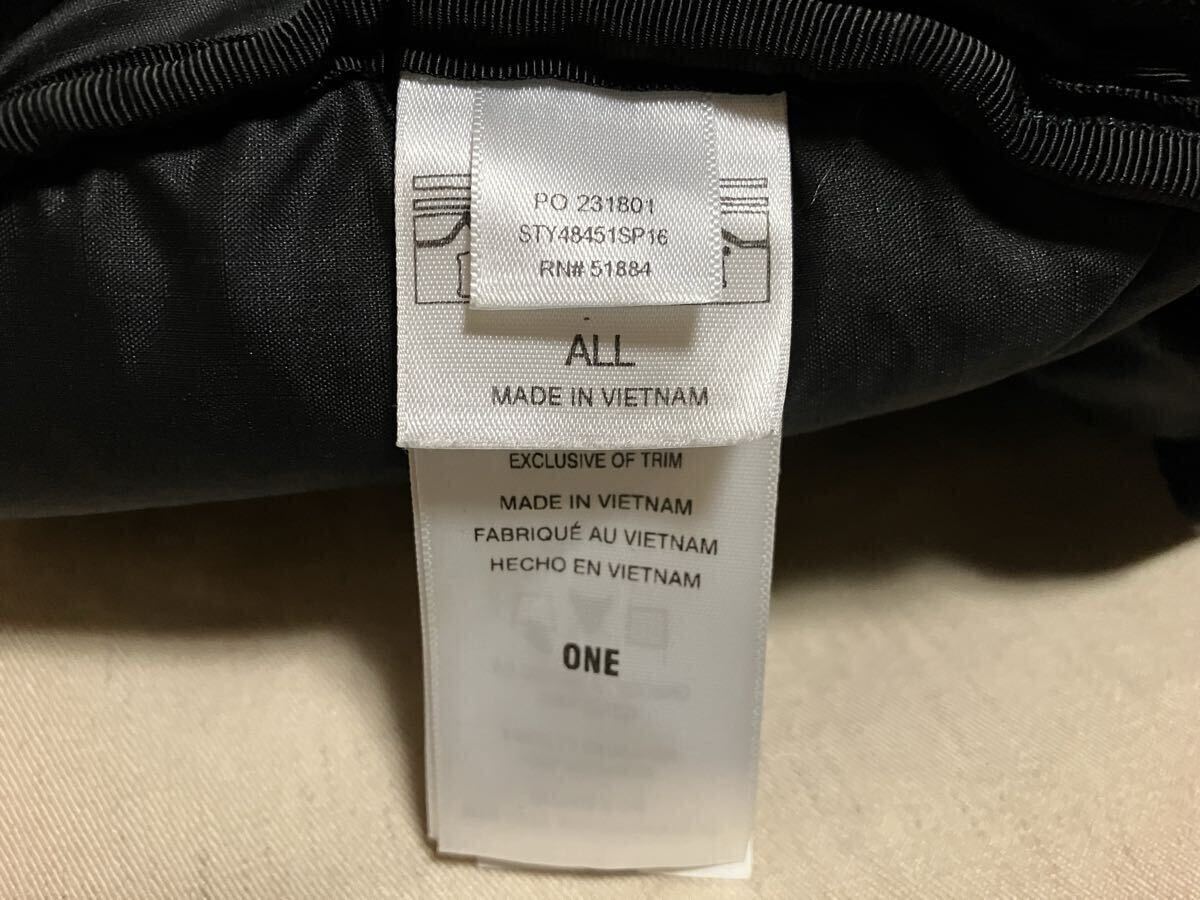 PO 231801
STY48451SP16
RN# 51884
ALL
MADE IN VIETNAM
EXCLUSIVE OF TRIM
MADE IN VIETNAM
FABRIQUÉ AU VIETNAM
HECHO EN VIETNAM
ONE